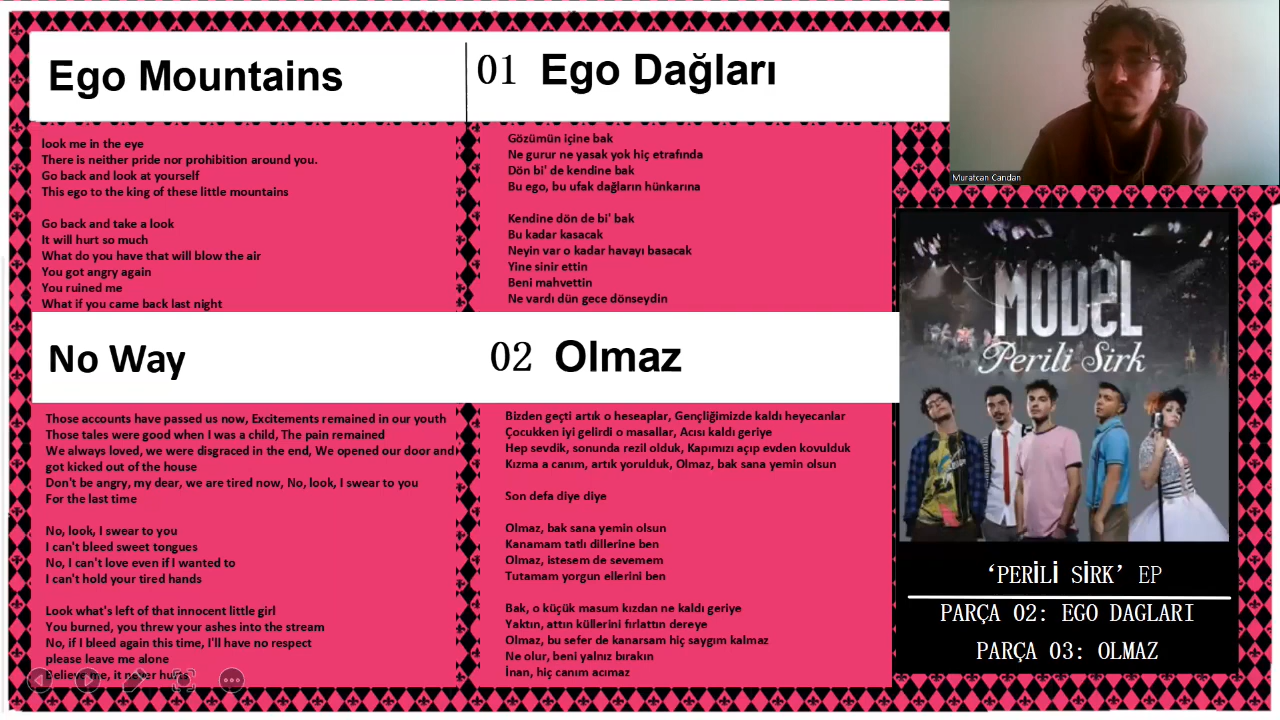 Ego Mountains
01 Ego Dağları
look me in the eye
There is neither pride nor prohibition around you.
Go back and look at yourself
This ego to the king of these little mountains
Go back and take a look
It will hurt so much
What do you have that will blow the air
You got angry again
You ruined me
What if you came back last night
Gözümün içine bak
Ne gurur ne yasak yok hiç etrafında
Dön bi' de kendine bak
Bu ego, bu ufak dağların hünkarına
Kendine dön de bi' bak
Bu kadar kasacak
Neyin var o kadar havayı basacak
Yine sinir ettin
Beni mahvettin
Ne vardı dün gece dönseydin
No Way
02 Olmaz
Those accounts have passed us now, Excitements remained in our youth
Those tales were good when I was a child, The pain remained
We always loved, we were disgraced in the end, We opened our door and
got kicked out of the house
Don't be angry, my dear, we are tired now, No, look, I swear to you
For the last time
No, look, I swear to you
I can't bleed sweet tongues
No, I can't love even if I wanted to
I can't hold your tired hands
Look what's left of that innocent little girl
You burned, you threw your ashes into the stream
No, if I bleed again this time, I'll have no respect
please leave me alone
Believe me, it never hurts
Bizden geçti artık o heseaplar, Gençliğimizde kaldı heyecanlar
Çocukken iyi gelirdi o masallar, Acısı kaldı geriye
Hep sevdik, sonunda rezil olduk, Kapımızı açıp evden kovulduk
Kızma a canım, artık yorulduk, Olmaz, bak sana yemin olsun
Son defa diye diye
Olmaz, bak sana yemin olsun
Kanamam tatlı dillerine ben
Olmaz, istesem de sevemem
Tutamam yorgun ellerini ben
Bak, o küçük masum kızdan ne kaldı geriye
Yaktın, attın küllerini fırlattın dereye
Olmaz, bu sefer de kanarsam hiç saygım kalmaz
Ne olur, beni yalnız bırakın
İnan, hiç canım acımaz
Muratcan Candan
MODEL
Perili Sirk
‘PERİLİ SİRK’ EP
PARÇA 02: EGO DAGLARI
PARÇA 03: OLMAZ